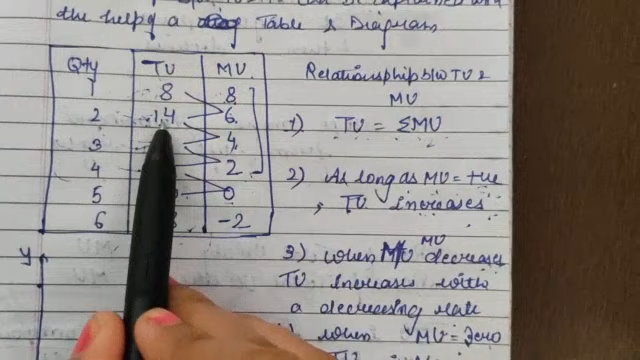 the help of a Table & Diagram
Qty TU MU
1 8 8
2 14 6
3 4
4 2
5 0
6 8 -2
Relationship b/w TU &
MU
1) TU = ΣMU
2) As long as MU = +ve
, TU increases
3) when MU decreases
TU increases with
a decreasing rate
when MU = Zero
TU =
y